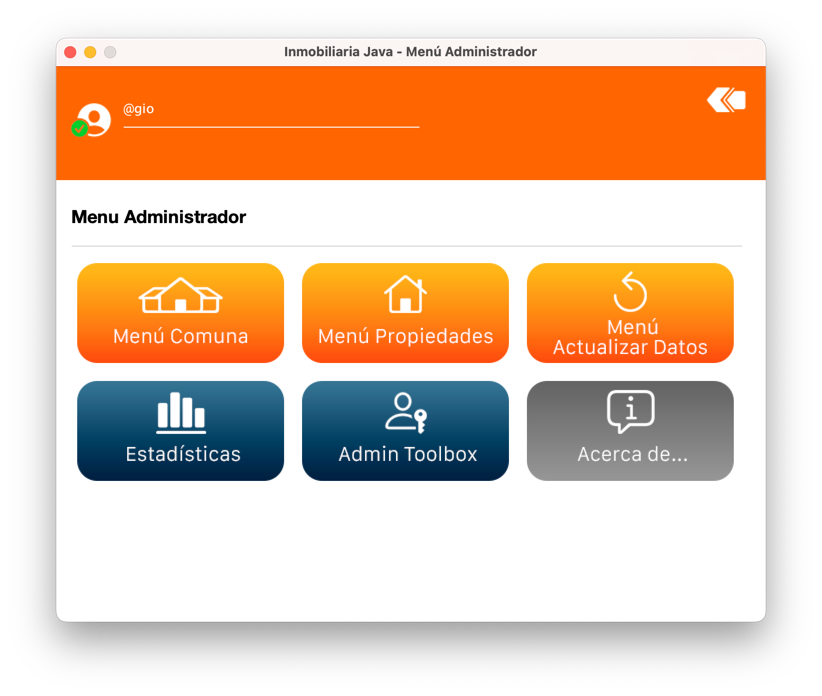 Inmobiliaria Java - Menú Administrador
@gio
Menu Administrador
Menú Comuna
Menú Propiedades
Menú
Actualizar Datos
Estadísticas
Admin Toolbox
Acerca de...